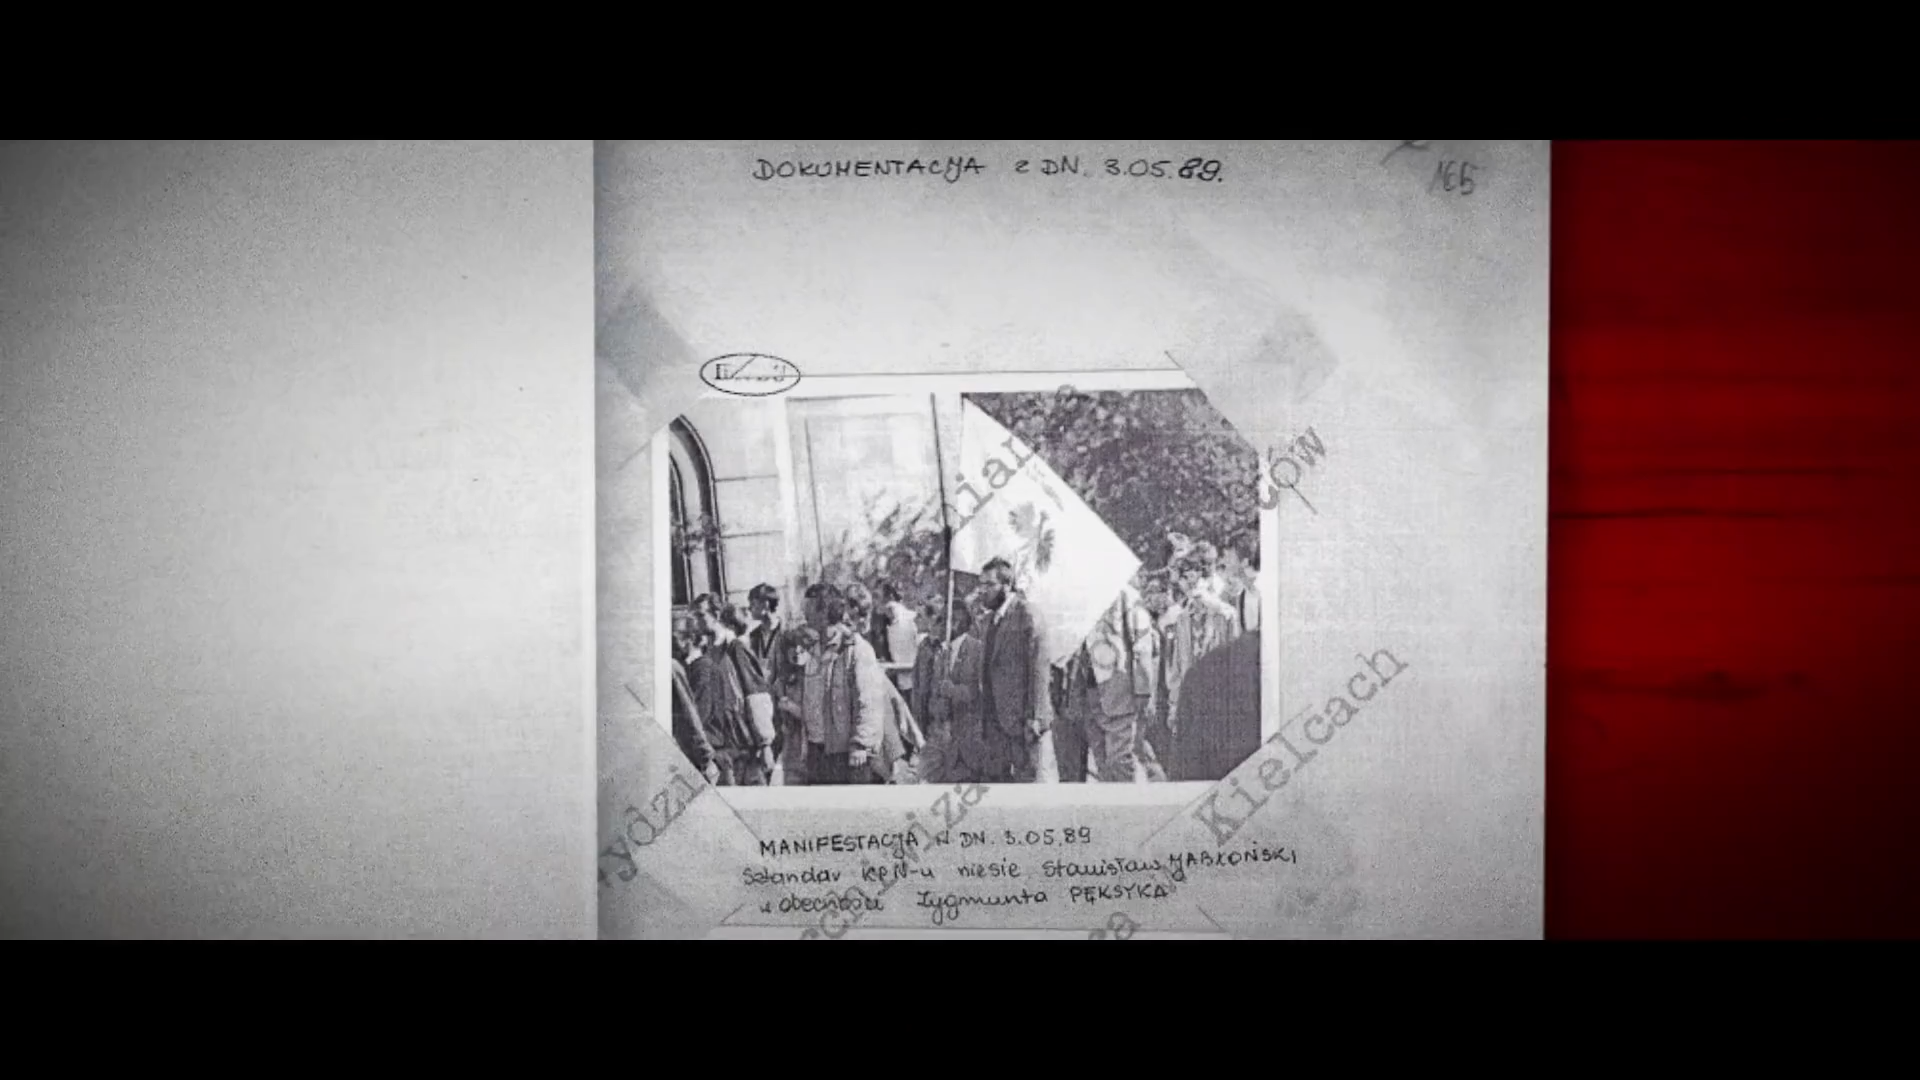 DOKUMENTACJA Z DN. 3.05.89.
165
MANIFESTACJA W DN. 3.05.89
Sztandar KPN-u niesie Stanisław JABŁOŃSKI
w obecności Zygmunta PĘKSYKA
Kielcach